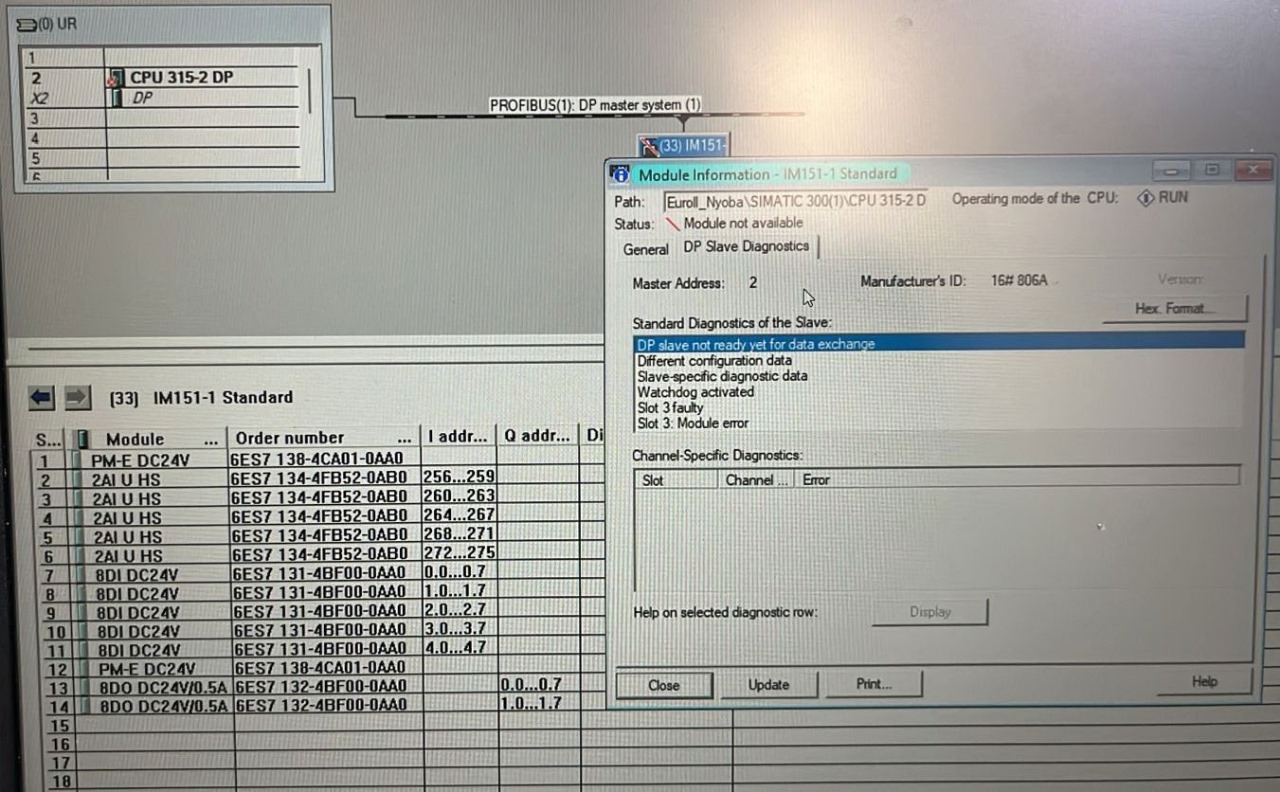 (0) UR
1
2 CPU 315-2 DP
X2 DP
3
4
5
PROFIBUS(1): DP master system (1)
(33) IM151-
Module Information - IM151-1 Standard
Path: Euroll_Nyoba\SIMATIC 300(1)\CPU 315-2 D Operating mode of the CPU: RUN
Status: Module not available
General DP Slave Diagnostics
Master Address: 2 Manufacturer's ID: 16# 806A Version:
Hex. Format...
Standard Diagnostics of the Slave:
DP slave not ready yet for data exchange
Different configuration data
Slave-specific diagnostic data
Watchdog activated
Slot 3 faulty
Slot 3: Module error
Channel-Specific Diagnostics:
Slot Channel ... Error
Help on selected diagnostic row: Display
Close Update Print... Help
(33) IM151-1 Standard
S... Module ... Order number ... I addr... Q addr... Di
1 PM-E DC24V 6ES7 138-4CA01-0AA0
2 2AI U HS 6ES7 134-4FB52-0AB0 256...259
3 2AI U HS 6ES7 134-4FB52-0AB0 260...263
4 2AI U HS 6ES7 134-4FB52-0AB0 264...267
5 2AI U HS 6ES7 134-4FB52-0AB0 268...271
6 2AI U HS 6ES7 134-4FB52-0AB0 272...275
7 8DI DC24V 6ES7 131-4BF00-0AA0 0.0...0.7
8 8DI DC24V 6ES7 131-4BF00-0AA0 1.0...1.7
9 8DI DC24V 6ES7 131-4BF00-0AA0 2.0...2.7
10 8DI DC24V 6ES7 131-4BF00-0AA0 3.0...3.7
11 8DI DC24V 6ES7 131-4BF00-0AA0 4.0...4.7
12 PM-E DC24V 6ES7 138-4CA01-0AA0
13 8DO DC24V/0.5A 6ES7 132-4BF00-0AA0 0.0...0.7
14 8DO DC24V/0.5A 6ES7 132-4BF00-0AA0 1.0...1.7
15
16
17
18